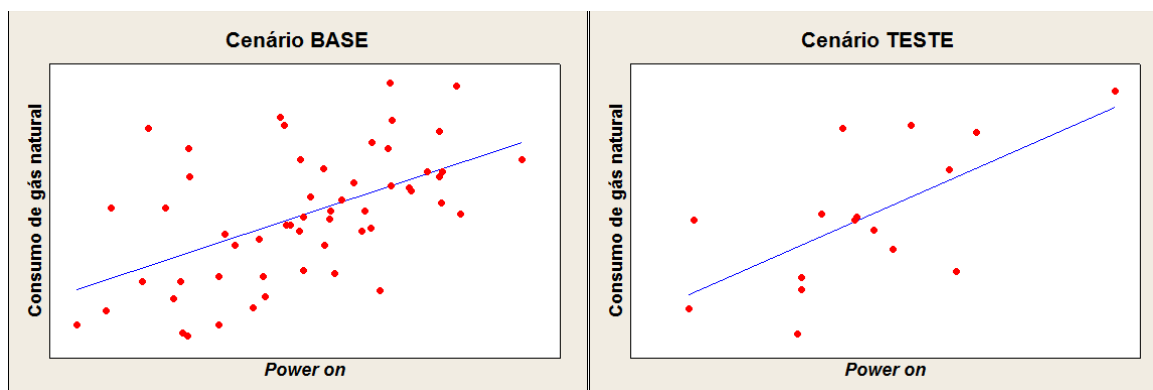 Cenário BASE
Consumo de gás natural
Power on
Cenário TESTE
Consumo de gás natural
Power on